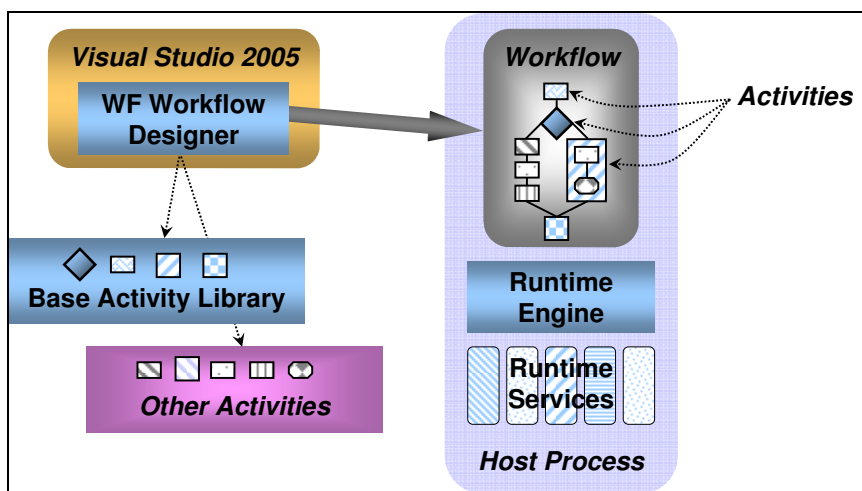 Visual Studio 2005
WF Workflow
Designer
Base Activity Library
Other Activities
Workflow
Activities
Runtime
Engine
Runtime
Services
Host Process